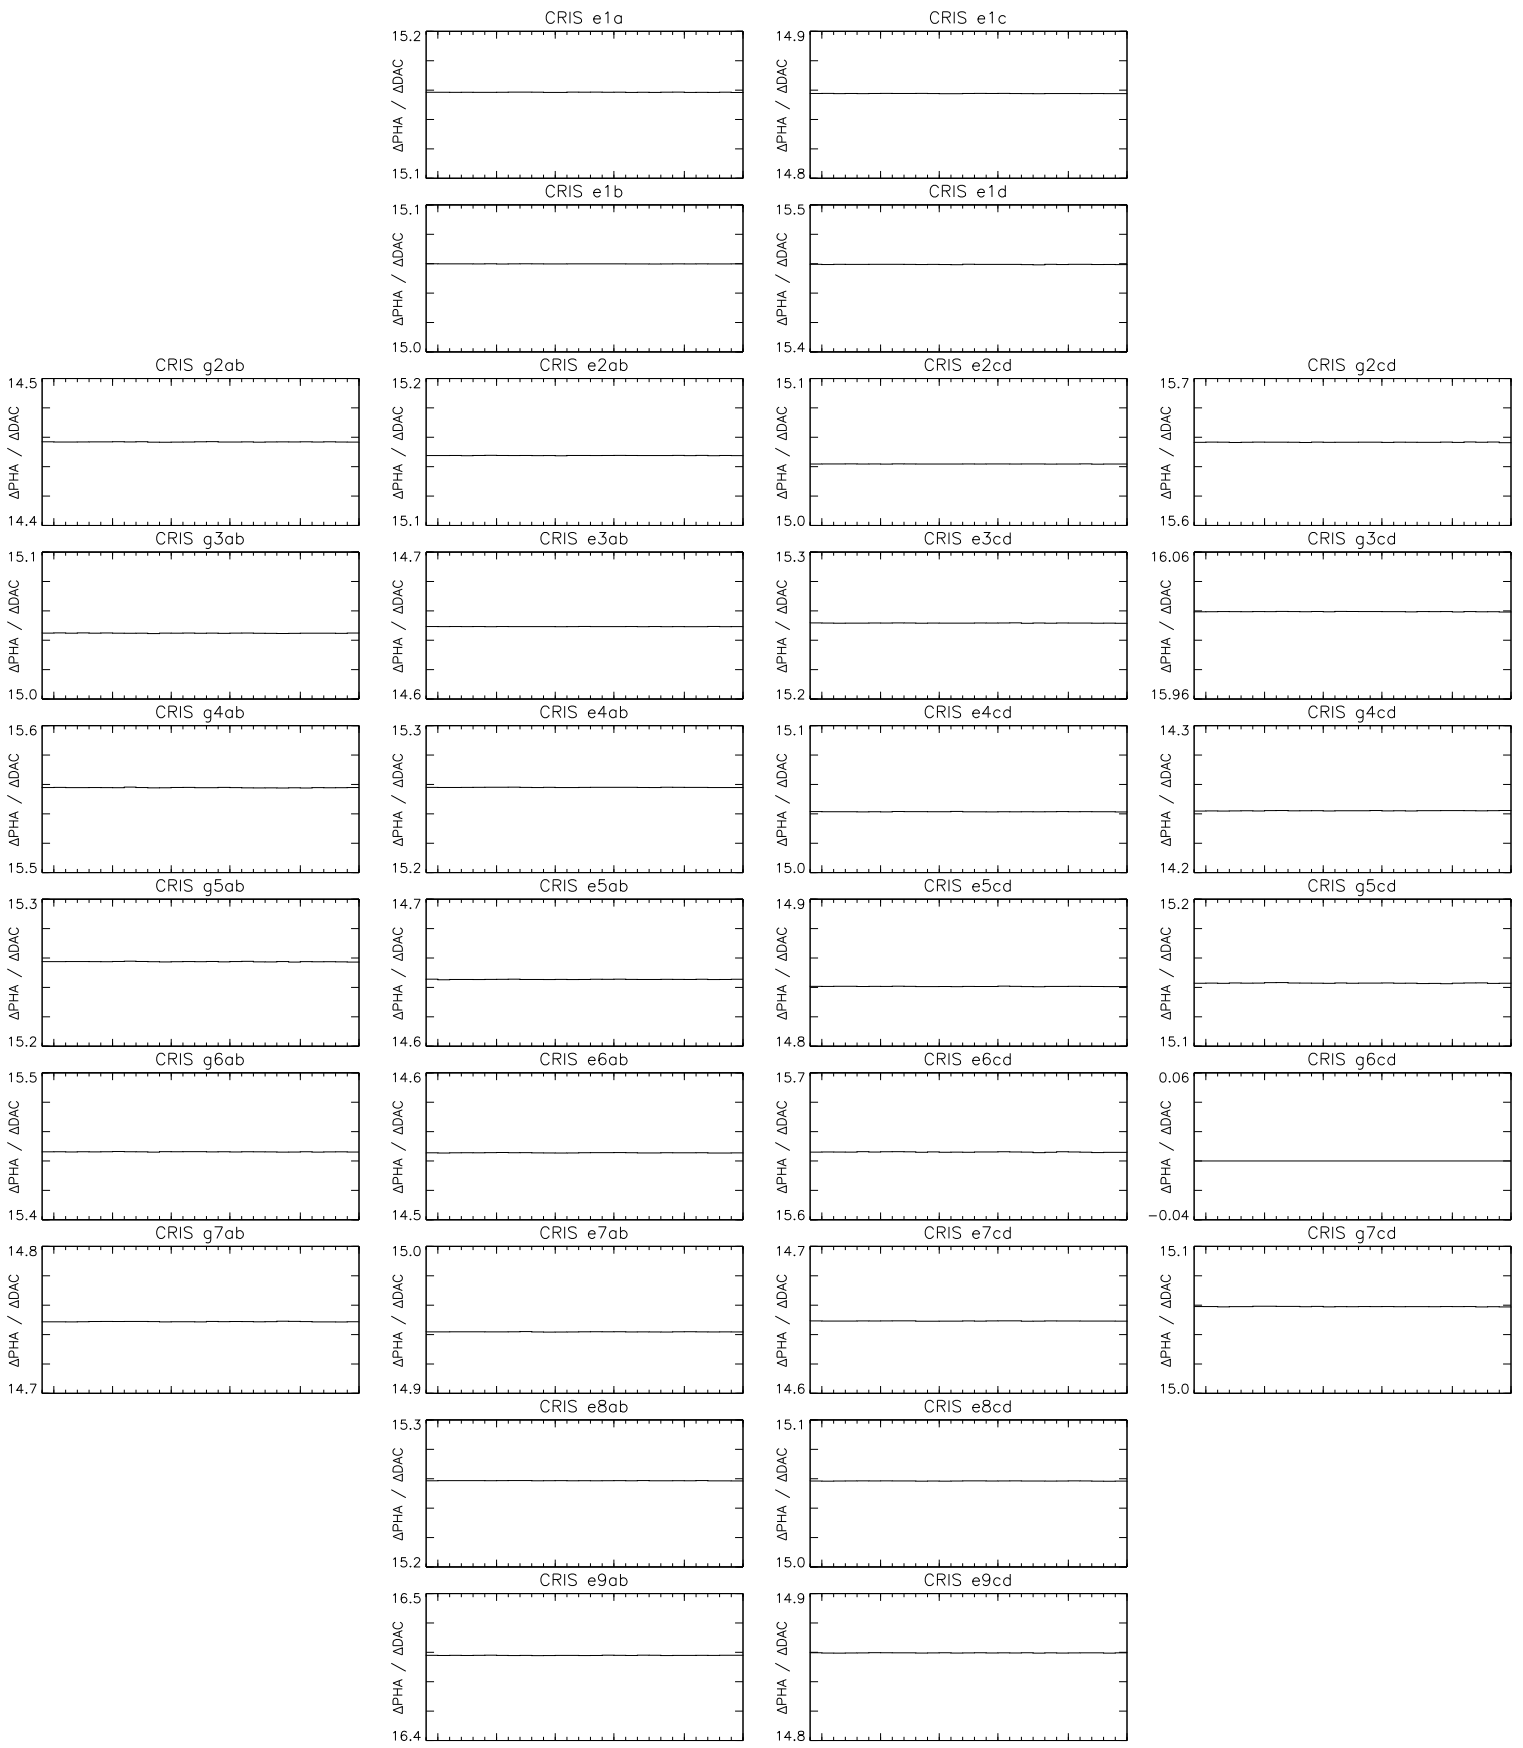 CRIS e1a
15.2
ΔPHA / ΔDAC
15.1
CRIS e1c
14.9
ΔPHA / ΔDAC
14.8
CRIS e1b
15.1
ΔPHA / ΔDAC
15.0
CRIS e1d
15.5
ΔPHA / ΔDAC
15.4
CRIS g2ab
14.5
ΔPHA / ΔDAC
14.4
CRIS e2ab
15.2
ΔPHA / ΔDAC
15.1
CRIS e2cd
15.1
ΔPHA / ΔDAC
15.0
CRIS g2cd
15.7
ΔPHA / ΔDAC
15.6
CRIS g3ab
15.1
ΔPHA / ΔDAC
15.0
CRIS e3ab
14.7
ΔPHA / ΔDAC
14.6
CRIS e3cd
15.3
ΔPHA / ΔDAC
15.2
CRIS g3cd
16.06
ΔPHA / ΔDAC
15.96
CRIS g4ab
15.6
ΔPHA / ΔDAC
15.5
CRIS e4ab
15.3
ΔPHA / ΔDAC
15.2
CRIS e4cd
15.1
ΔPHA / ΔDAC
15.0
CRIS g4cd
14.3
ΔPHA / ΔDAC
14.2
CRIS g5ab
15.3
ΔPHA / ΔDAC
15.2
CRIS e5ab
14.7
ΔPHA / ΔDAC
14.6
CRIS e5cd
14.9
ΔPHA / ΔDAC
14.8
CRIS g5cd
15.2
ΔPHA / ΔDAC
15.1
CRIS g6ab
15.5
ΔPHA / ΔDAC
15.4
CRIS e6ab
14.6
ΔPHA / ΔDAC
14.5
CRIS e6cd
15.7
ΔPHA / ΔDAC
15.6
CRIS g6cd
0.06
ΔPHA / ΔDAC
−0.04
CRIS g7ab
14.8
ΔPHA / ΔDAC
14.7
CRIS e7ab
15.0
ΔPHA / ΔDAC
14.9
CRIS e7cd
14.7
ΔPHA / ΔDAC
14.6
CRIS g7cd
15.1
ΔPHA / ΔDAC
15.0
CRIS e8ab
15.3
ΔPHA / ΔDAC
15.2
CRIS e8cd
15.1
ΔPHA / ΔDAC
15.0
CRIS e9ab
16.5
ΔPHA / ΔDAC
16.4
CRIS e9cd
14.9
ΔPHA / ΔDAC
14.8